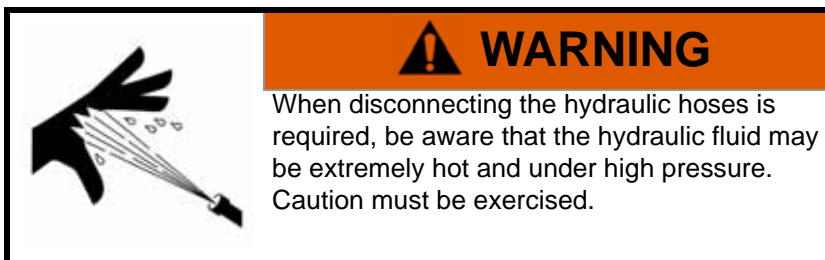 WARNING
When disconnecting the hydraulic hoses is
required, be aware that the hydraulic fluid may
be extremely hot and under high pressure.
Caution must be exercised.